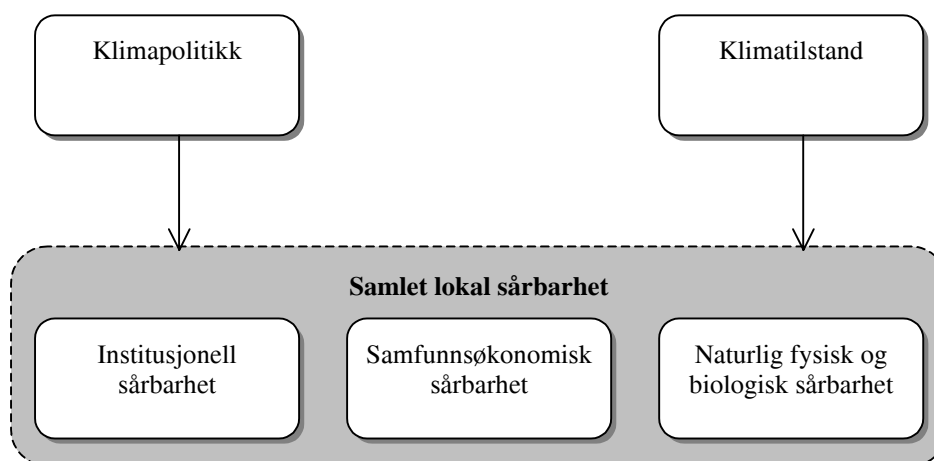 Klimapolitikk
Klimatilstand
Samlet lokal sårbarhet
Institusjonell
sårbarhet
Samfunnsøkonomisk
sårbarhet
Naturlig fysisk og
biologisk sårbarhet